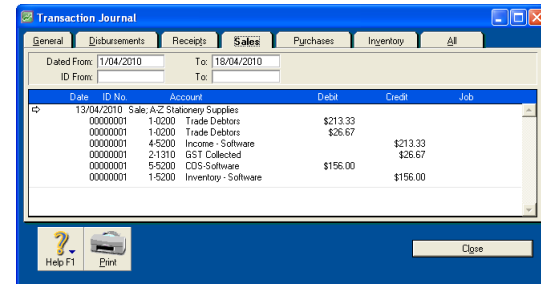 Transaction Journal
General Disbursements Receipts Sales Purchases Inventory All
Dated From: 1/04/2010 To: 18/04/2010
ID From: To:
Date ID No. Account Debit Credit Job
13/04/2010 Sale; A-Z Stationery Supplies
00000001 1-0200 Trade Debtors $213.33
00000001 1-0200 Trade Debtors $26.67
00000001 4-5200 Income - Software $213.33
00000001 2-1310 GST Collected $26.67
00000001 5-5200 COS-Software $156.00
00000001 1-5200 Inventory - Software $156.00
Help F1 Print Close